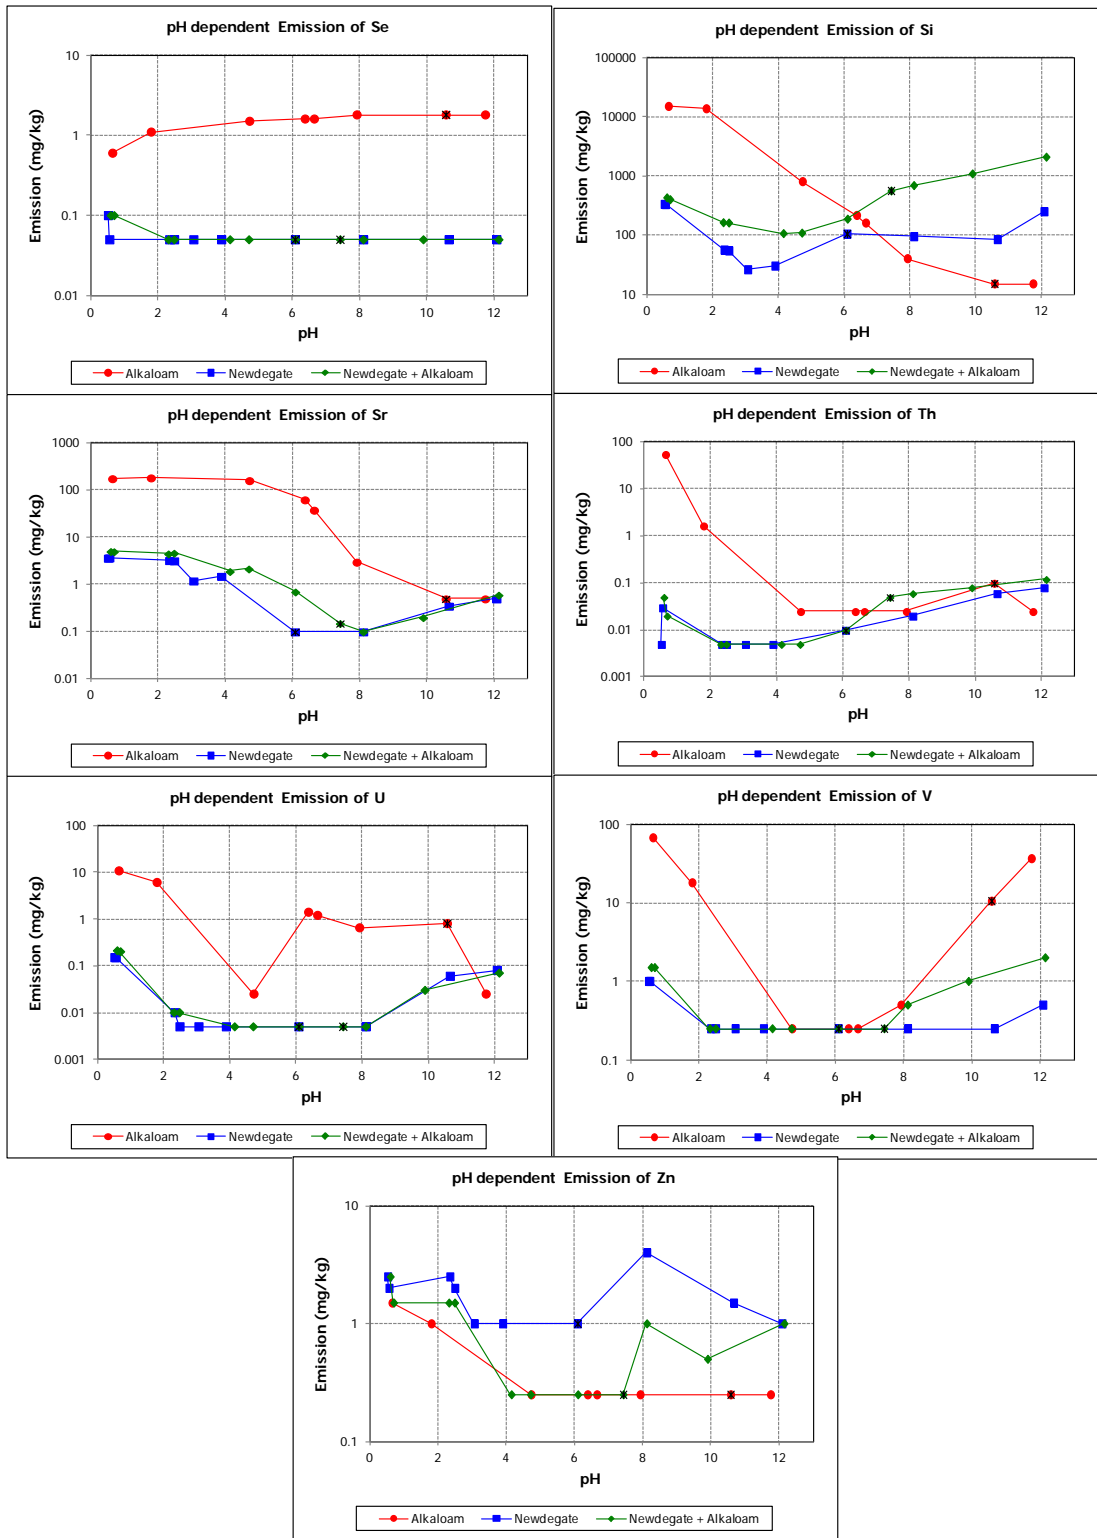 pH dependent Emission of Se
Emission (mg/kg)
10
1
0.1
0.01
0 2 4 6 8 10 12
pH
Alkaloam Newdegate Newdegate + Alkaloam
pH dependent Emission of Si
Emission (mg/kg)
100000
10000
1000
100
10
0 2 4 6 8 10 12
pH
Alkaloam Newdegate Newdegate + Alkaloam
pH dependent Emission of Sr
Emission (mg/kg)
1000
100
10
1
0.1
0.01
0 2 4 6 8 10 12
pH
Alkaloam Newdegate Newdegate + Alkaloam
pH dependent Emission of Th
Emission (mg/kg)
100
10
1
0.1
0.01
0.001
0 2 4 6 8 10 12
pH
Alkaloam Newdegate Newdegate + Alkaloam
pH dependent Emission of U
Emission (mg/kg)
100
10
1
0.1
0.01
0.001
0 2 4 6 8 10 12
pH
Alkaloam Newdegate Newdegate + Alkaloam
pH dependent Emission of V
Emission (mg/kg)
100
10
1
0.1
0 2 4 6 8 10 12
pH
Alkaloam Newdegate Newdegate + Alkaloam
pH dependent Emission of Zn
Emission (mg/kg)
10
1
0.1
0 2 4 6 8 10 12
pH
Alkaloam Newdegate Newdegate + Alkaloam